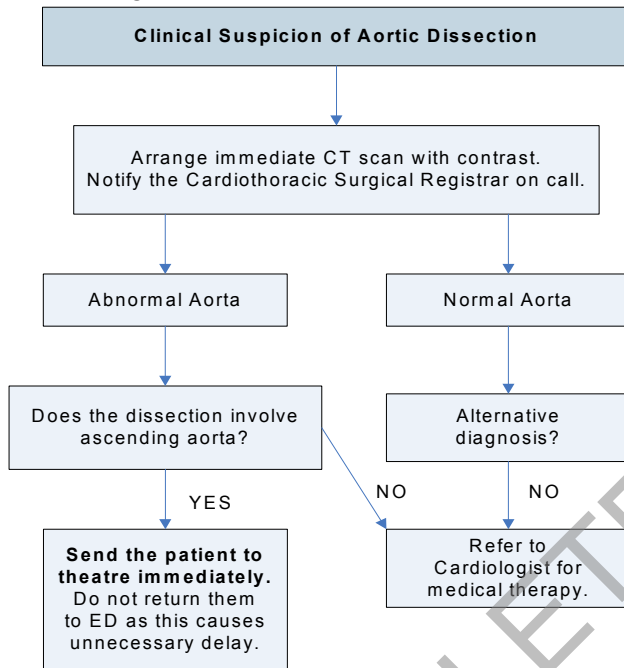 Clinical Suspicion of Aortic Dissection
Arrange immediate CT scan with contrast.
Notify the Cardiothoracic Surgical Registrar on call.
Abnormal Aorta
Normal Aorta
Does the dissection involve
ascending aorta?
Alternative
diagnosis?
YES
NO
NO
Send the patient to
theatre immediately.
Do not return them
to ED as this causes
unnecessary delay.
Refer to
Cardiologist for
medical therapy.